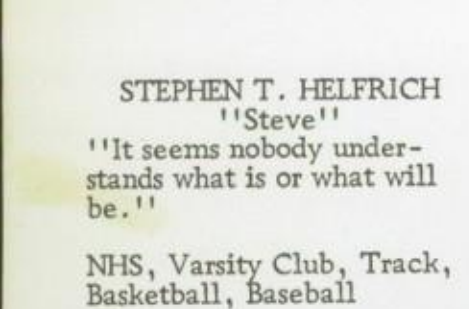 STEPHEN T. HELFRICH
''Steve''
''It seems nobody under-
stands what is or what will
be.''
NHS, Varsity Club, Track,
Basketball, Baseball